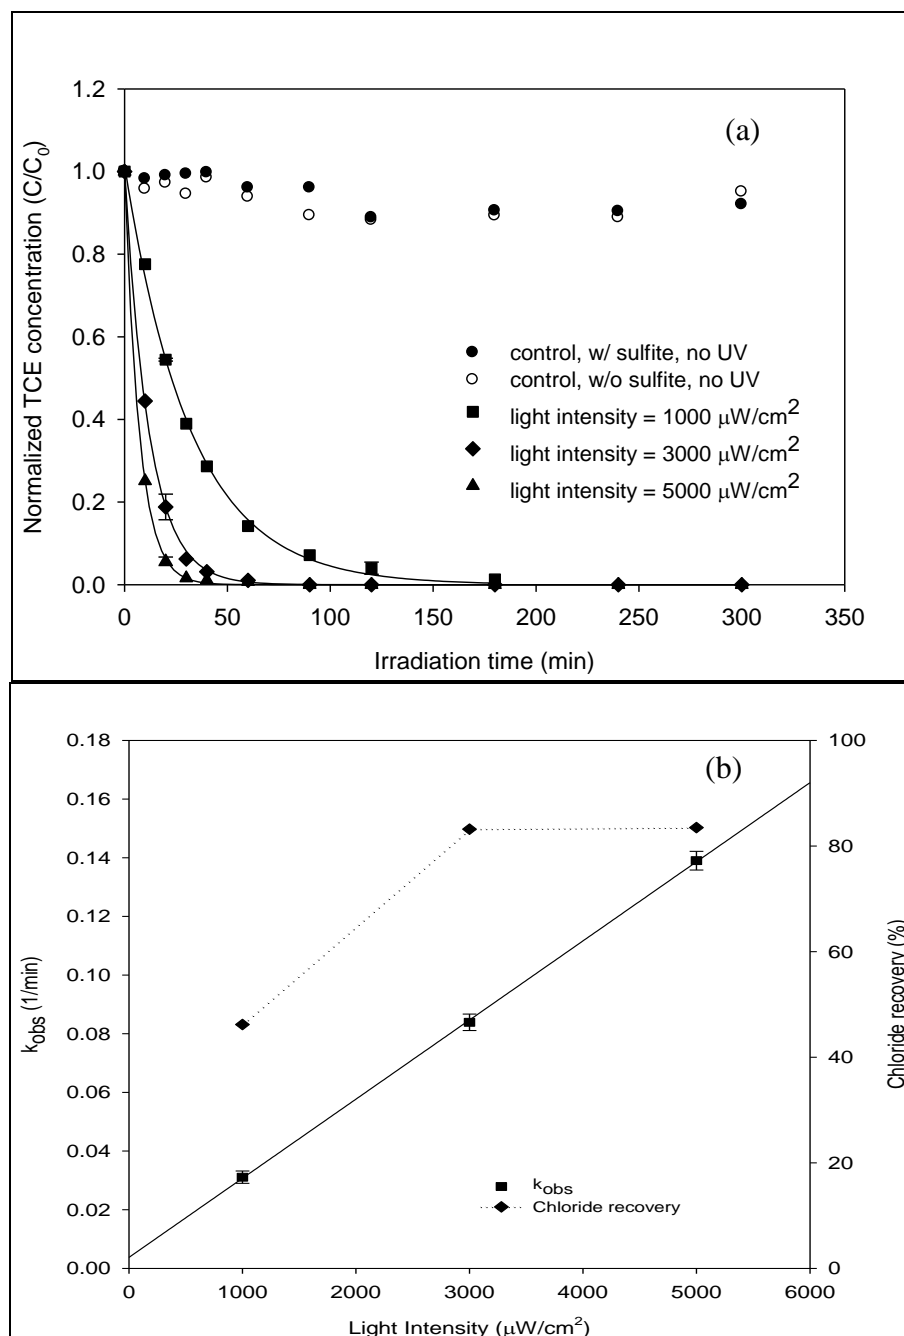 (a)
Normalized TCE concentration (C/C₀)
1.2
1.0
0.8
0.6
0.4
0.2
0.0
control, w/ sulfite, no UV
control, w/o sulfite, no UV
light intensity = 1000 μW/cm²
light intensity = 3000 μW/cm²
light intensity = 5000 μW/cm²
0 50 100 150 200 250 300 350
Irradiation time (min)
(b)
k_obs (1/min)
0.18
0.16
0.14
0.12
0.10
0.08
0.06
0.04
0.02
0.00
100
80
60
40
20
0
Chloride recovery (%)
k_obs
Chloride recovery
0 1000 2000 3000 4000 5000 6000
Light Intensity (μW/cm²)